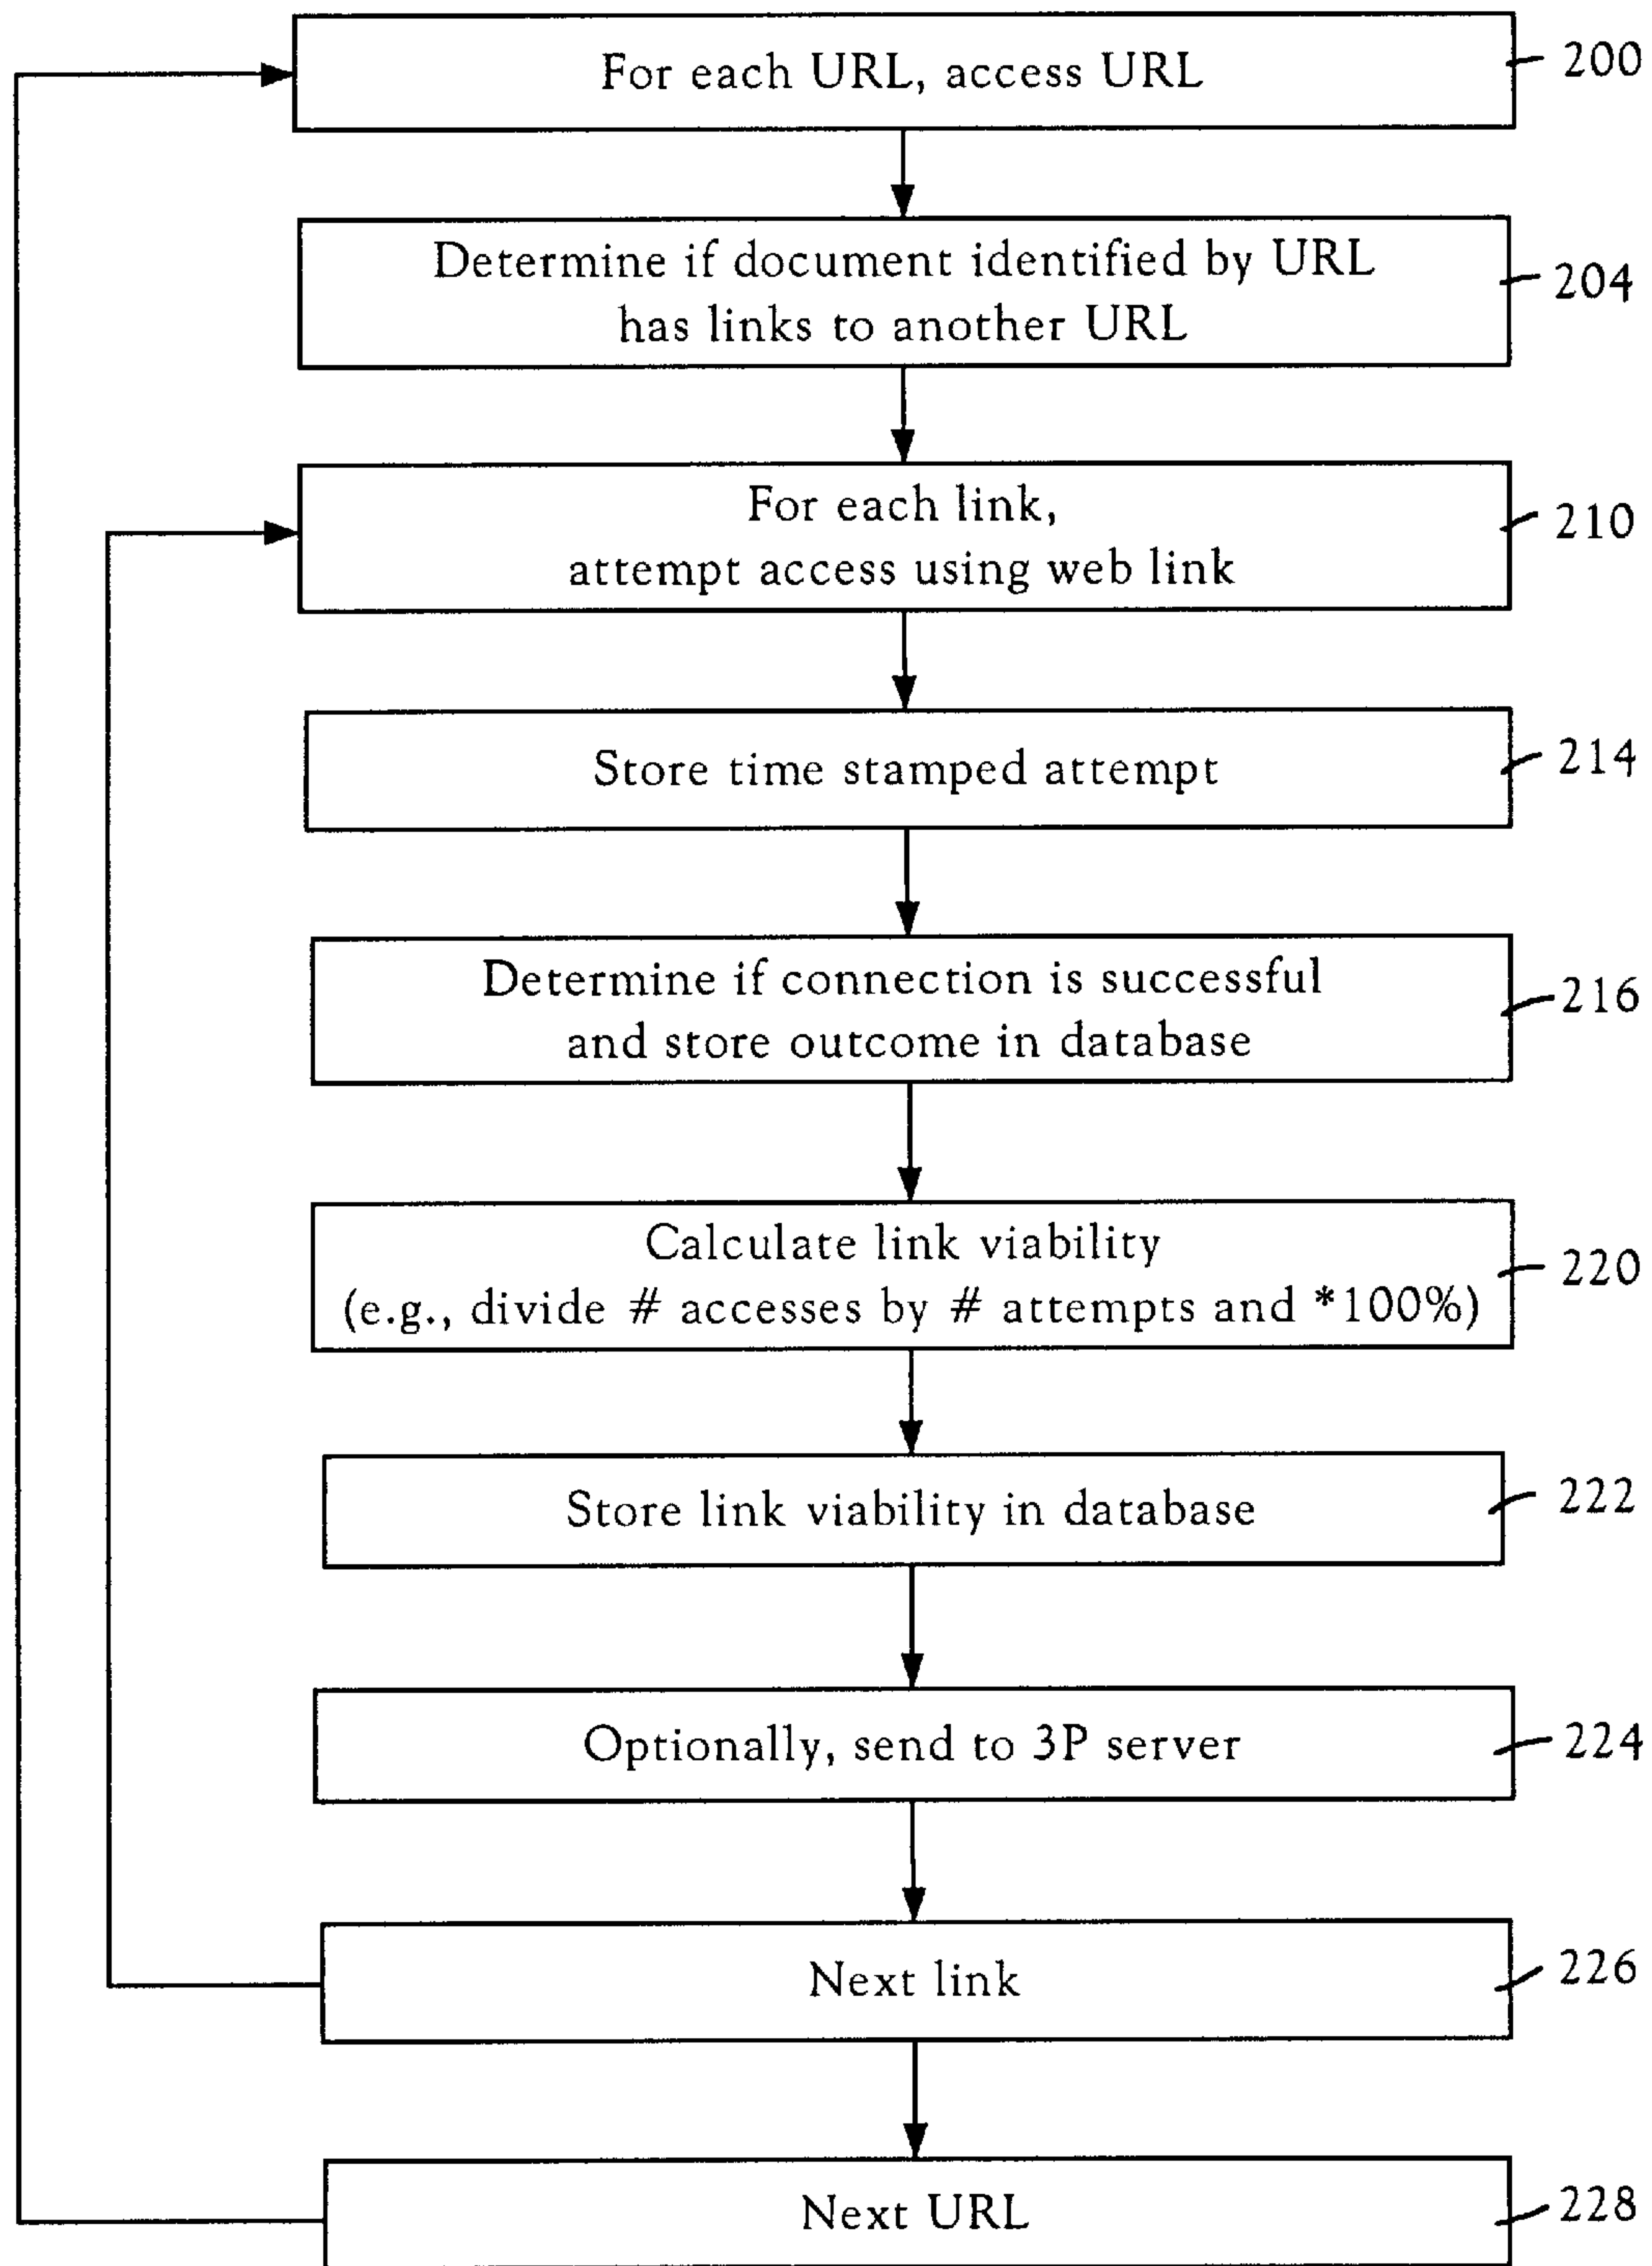 For each URL, access URL
200
Determine if document identified by URL
has links to another URL
204
For each link,
attempt access using web link
210
Store time stamped attempt
214
Determine if connection is successful
and store outcome in database
216
Calculate link viability
(e.g., divide # accesses by # attempts and *100%)
220
Store link viability in database
222
Optionally, send to 3P server
224
Next link
226
Next URL
228